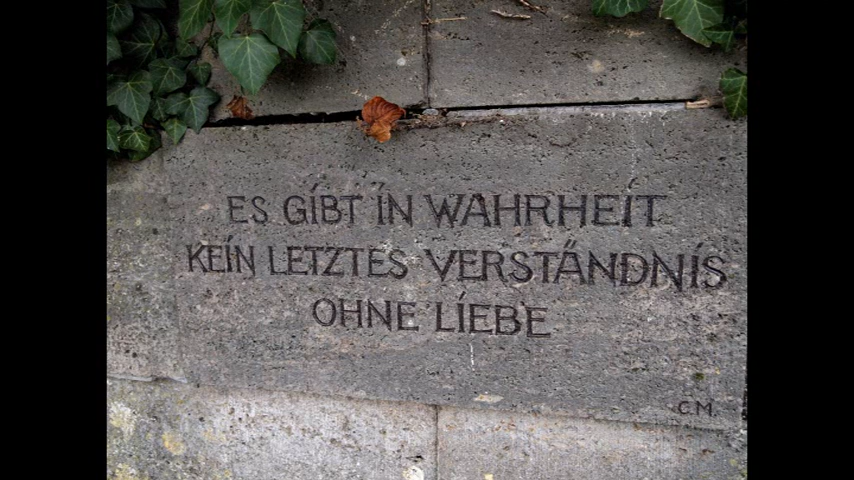 ES GIBT IN WAHRHEIT
KEIN LETZTES VERSTÄNDNIS
OHNE LIEBE
C.M.